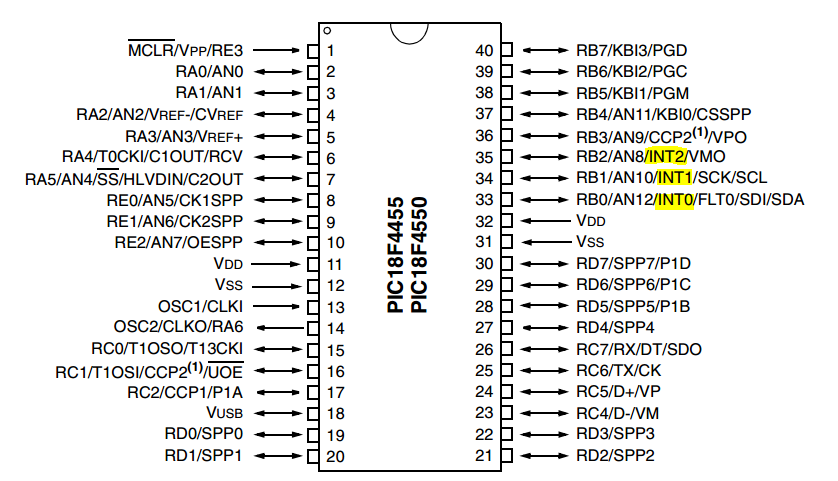 MCLR/VPP/RE3 1
RA0/AN0 2
RA1/AN1 3
RA2/AN2/VREF-/CVREF 4
RA3/AN3/VREF+ 5
RA4/T0CKI/C1OUT/RCV 6
RA5/AN4/SS/HLVDIN/C2OUT 7
RE0/AN5/CK1SPP 8
RE1/AN6/CK2SPP 9
RE2/AN7/OESPP 10
VDD 11
VSS 12
OSC1/CLKI 13
OSC2/CLKO/RA6 14
RC0/T1OSO/T13CKI 15
RC1/T1OSI/CCP2(1)/UOE 16
RC2/CCP1/P1A 17
VUSB 18
RD0/SPP0 19
RD1/SPP1 20
PIC18F4455
PIC18F4550
40 RB7/KBI3/PGD
39 RB6/KBI2/PGC
38 RB5/KBI1/PGM
37 RB4/AN11/KBI0/CSSPP
36 RB3/AN9/CCP2(1)/VPO
35 RB2/AN8/INT2/VMO
34 RB1/AN10/INT1/SCK/SCL
33 RB0/AN12/INT0/FLT0/SDI/SDA
32 VDD
31 VSS
30 RD7/SPP7/P1D
29 RD6/SPP6/P1C
28 RD5/SPP5/P1B
27 RD4/SPP4
26 RC7/RX/DT/SDO
25 RC6/TX/CK
24 RC5/D+/VP
23 RC4/D-/VM
22 RD3/SPP3
21 RD2/SPP2